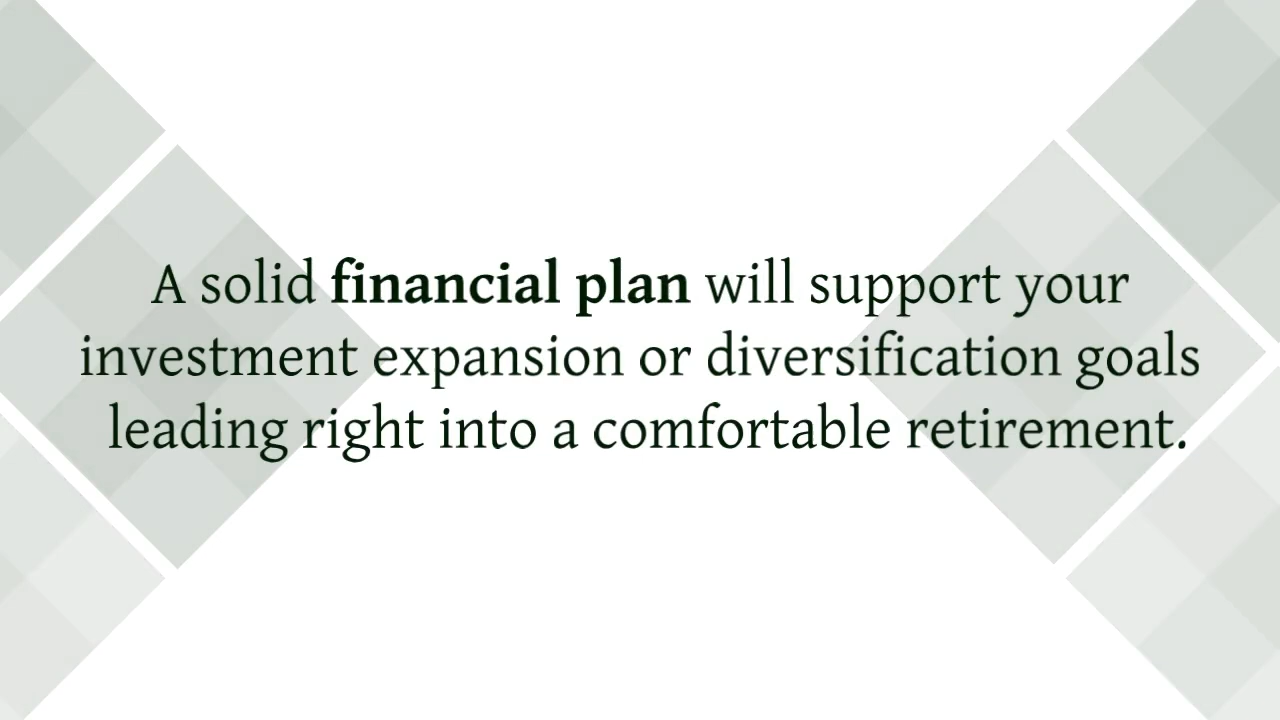 A solid financial plan will support your
investment expansion or diversification goals
leading right into a comfortable retirement.